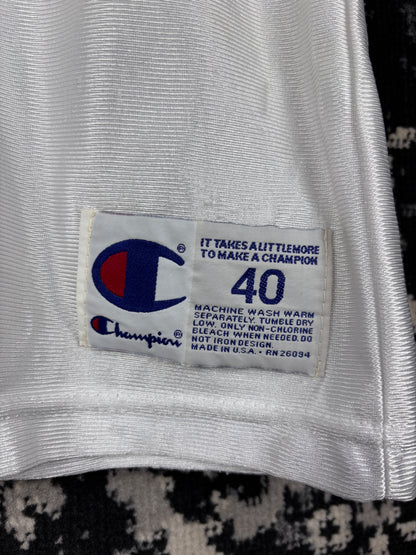 ®
Champion®
IT TAKES A LITTLE MORE
TO MAKE A CHAMPION
40
MACHINE WASH WARM
SEPARATELY. TUMBLE DRY
LOW. ONLY NON-CHLORINE
BLEACH WHEN NEEDED. DO
NOT IRON DESIGN.
MADE IN U.S.A. • RN 26094